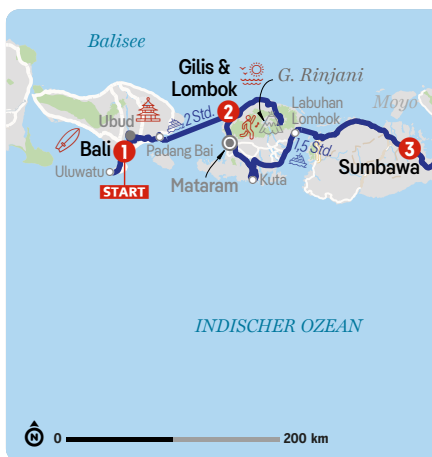 Balisee
Gilis &
Lombok
G. Rinjani
2 Std.
2
Labuhan
Lombok
Moyo
Ubud
Bali
1
Padang Bai
1,5 Std.
3
Sumbawa
Uluwatu
START
Mataram
Kuta
INDISCHER OZEAN
N
0
200 km